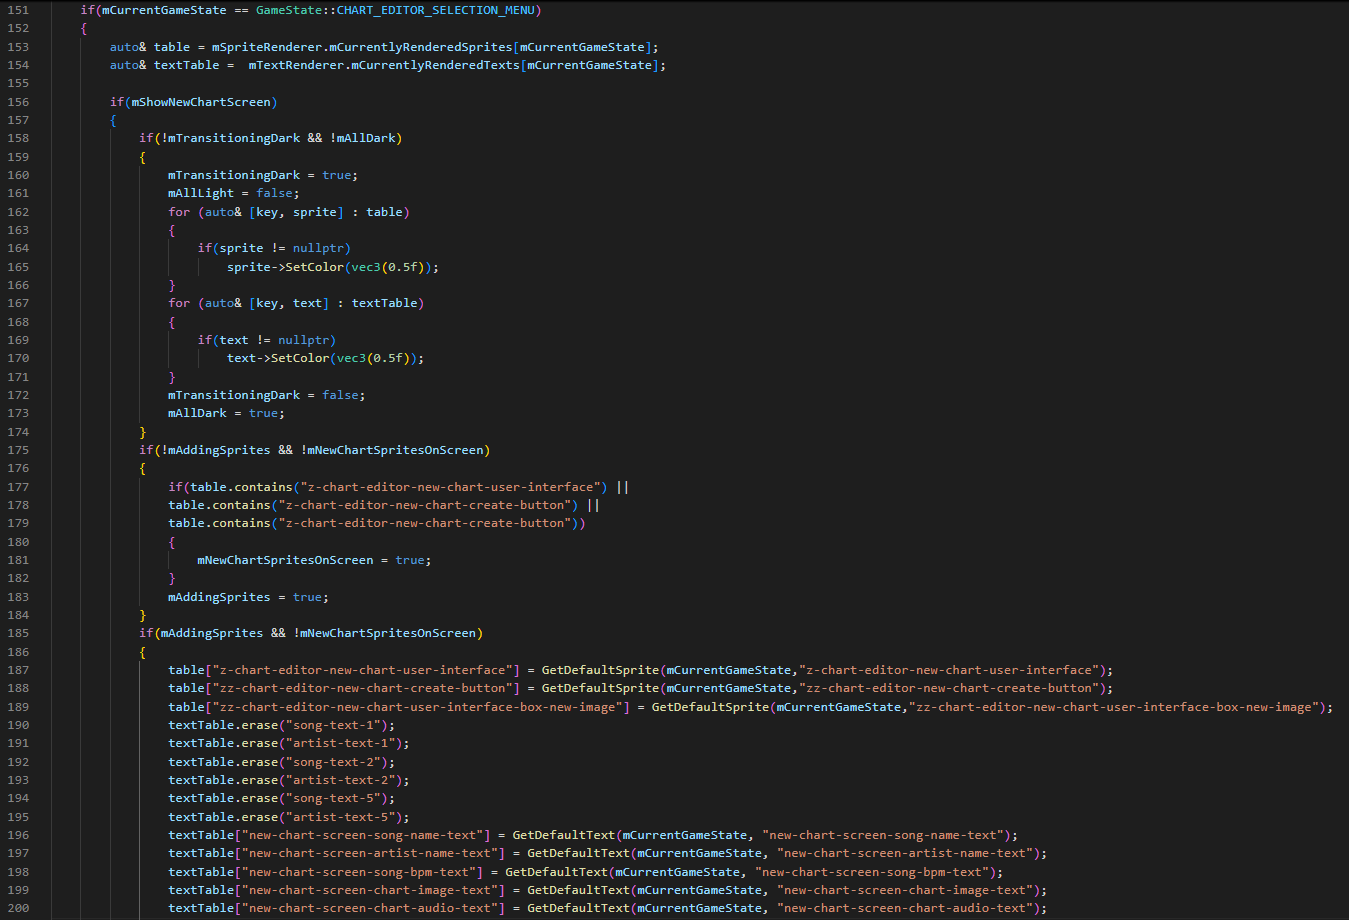 151 if(mCurrentGameState == GameState::CHART_EDITOR_SELECTION_MENU)
152 {
153 auto& table = mSpriteRenderer.mCurrentlyRenderedSprites[mCurrentGameState];
154 auto& textTable =  mTextRenderer.mCurrentlyRenderedTexts[mCurrentGameState];
155
156 if(mShowNewChartScreen)
157 {
158 if(!mTransitioningDark && !mAllDark)
159 {
160 mTransitioningDark = true;
161 mAllLight = false;
162 for (auto& [key, sprite] : table)
163 {
164 if(sprite != nullptr)
165 sprite->SetColor(vec3(0.5f));
166 }
167 for (auto& [key, text] : textTable)
168 {
169 if(text != nullptr)
170 text->SetColor(vec3(0.5f));
171 }
172 mTransitioningDark = false;
173 mAllDark = true;
174 }
175 if(!mAddingSprites && !mNewChartSpritesOnScreen)
176 {
177 if(table.contains("z-chart-editor-new-chart-user-interface") ||
178 table.contains("z-chart-editor-new-chart-create-button") ||
179 table.contains("z-chart-editor-new-chart-create-button"))
180 {
181 mNewChartSpritesOnScreen = true;
182 }
183 mAddingSprites = true;
184 }
185 if(mAddingSprites && !mNewChartSpritesOnScreen)
186 {
187 table["z-chart-editor-new-chart-user-interface"] = GetDefaultSprite(mCurrentGameState,"z-chart-editor-new-chart-user-interface");
188 table["zz-chart-editor-new-chart-create-button"] = GetDefaultSprite(mCurrentGameState,"zz-chart-editor-new-chart-create-button");
189 table["zz-chart-editor-new-chart-user-interface-box-new-image"] = GetDefaultSprite(mCurrentGameState,"zz-chart-editor-new-chart-user-interface-box-new-image");
190 textTable.erase("song-text-1");
191 textTable.erase("artist-text-1");
192 textTable.erase("song-text-2");
193 textTable.erase("artist-text-2");
194 textTable.erase("song-text-5");
195 textTable.erase("artist-text-5");
196 textTable["new-chart-screen-song-name-text"] = GetDefaultText(mCurrentGameState, "new-chart-screen-song-name-text");
197 textTable["new-chart-screen-artist-name-text"] = GetDefaultText(mCurrentGameState, "new-chart-screen-artist-name-text");
198 textTable["new-chart-screen-song-bpm-text"] = GetDefaultText(mCurrentGameState, "new-chart-screen-song-bpm-text");
199 textTable["new-chart-screen-chart-image-text"] = GetDefaultText(mCurrentGameState, "new-chart-screen-chart-image-text");
200 textTable["new-chart-screen-chart-audio-text"] = GetDefaultText(mCurrentGameState, "new-chart-screen-chart-audio-text");